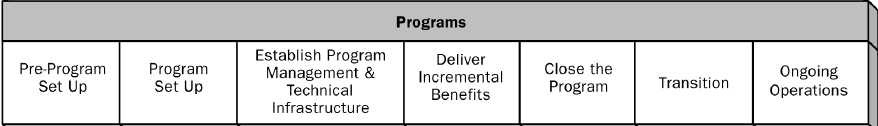 Programs
Pre-Program
Set Up
Program
Set Up
Establish Program
Management &
Technical
Infrastructure
Deliver
Incremental
Benefits
Close the
Program
Transition
Ongoing
Operations